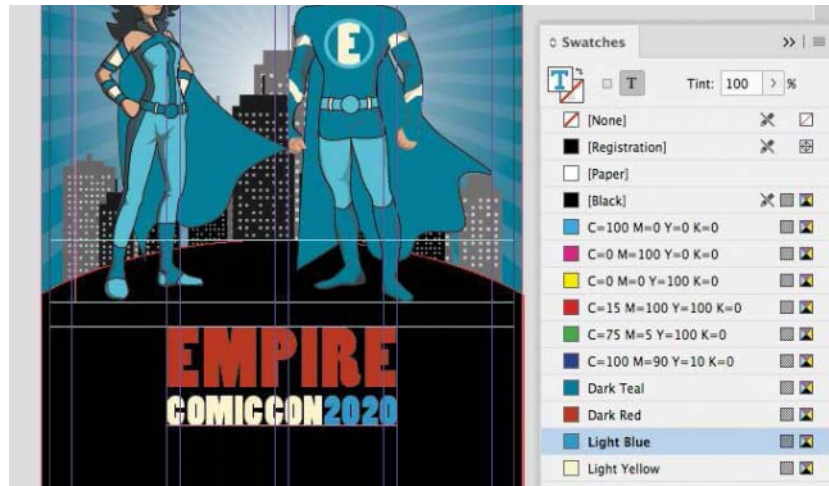 E
EMPIRE
COMICCON2020
Swatches
T T Tint: 100 > %
[None]
[Registration]
[Paper]
[Black]
C=100 M=0 Y=0 K=0
C=0 M=100 Y=0 K=0
C=0 M=0 Y=100 K=0
C=15 M=100 Y=100 K=0
C=75 M=5 Y=100 K=0
C=100 M=90 Y=10 K=0
Dark Teal
Dark Red
Light Blue
Light Yellow